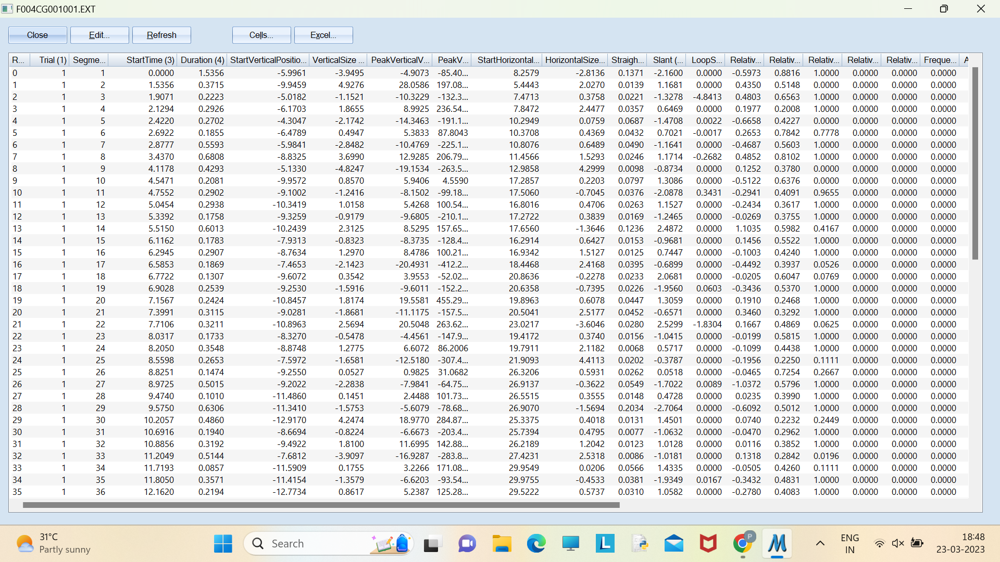 F004CG001001.EXT
Close Edit... Refresh Cells... Excel...
R... Trial (1) Segme... StartTime (3) Duration (4) StartVerticalPositio... VerticalSize ... PeakVerticalV... PeakV... StartHorizontal... HorizontalSize... Straigh... Slant (... LoopS... Relativ... Relativ... Relativ... Relativ... Relativ... Freque... A
0 1 1 0.0000 1.5356 -5.9961 -3.9495 -4.9073 -85.40... 8.2579 -2.8136 0.1371 -2.1600 0.0000 -0.5973 0.8816 1.0000 0.0000 0.0000 0.0000
1 1 2 1.5356 0.3715 -9.9459 4.9276 28.0586 197.08... 5.4443 2.0270 0.0139 1.1681 0.0000 0.4350 0.5148 0.0000 0.0000 0.0000 0.0000
2 1 3 1.9071 0.2223 -5.0182 -1.1521 -10.3229 -132.3... 7.4713 0.3758 0.0221 -1.3278 -4.8413 0.4803 0.6563 1.0000 0.0000 0.0000 0.0000
3 1 4 2.1294 0.2926 -6.1703 1.8655 8.9925 236.54... 7.8472 2.4477 0.0357 0.6469 0.0000 0.1977 0.2008 1.0000 0.0000 0.0000 0.0000
4 1 5 2.4220 0.2702 -4.3047 -2.1742 -14.3463 -191.1... 10.2949 0.0759 0.0687 -1.4708 0.0022 -0.6658 0.4227 0.0000 0.0000 0.0000 0.0000
5 1 6 2.6922 0.1855 -6.4789 0.4947 5.3833 87.8043 10.3708 0.4369 0.0432 0.7021 -0.0017 0.2653 0.7842 0.7778 0.0000 0.0000 0.0000
6 1 7 2.8777 0.5593 -5.9841 -2.8482 -10.4769 -225.1... 10.8076 0.6489 0.0490 -1.1641 0.0000 -0.4687 0.5603 1.0000 0.0000 0.0000 0.0000
7 1 8 3.4370 0.6808 -8.8325 3.6990 12.9285 206.79... 11.4566 1.5293 0.0246 1.1714 -0.2682 0.4852 0.8102 1.0000 0.0000 0.0000 0.0000
8 1 9 4.1178 0.4293 -5.1330 -4.8247 -19.1534 -263.5... 12.9858 4.2999 0.0098 -0.8734 0.0000 0.1252 0.3780 0.0000 0.0000 0.0000 0.0000
9 1 10 4.5471 0.2081 -9.9572 0.8570 5.9406 4.5590 17.2857 0.2203 0.0797 1.3086 0.0000 -0.5122 0.6376 0.0000 0.0000 0.0000 0.0000
10 1 11 4.7552 0.2902 -9.1002 -1.2416 -8.1502 -99.18... 17.5060 -0.7045 0.0376 -2.0878 0.3431 -0.2941 0.4091 0.9655 0.0000 0.0000 0.0000
11 1 12 5.0454 0.2938 -10.3419 1.0158 5.4268 100.54... 16.8016 0.4706 0.0263 1.1527 0.0000 -0.2434 0.3617 1.0000 0.0000 0.0000 0.0000
12 1 13 5.3392 0.1758 -9.3259 -0.9179 -9.6805 -210.1... 17.2722 0.3839 0.0169 -1.2465 0.0000 -0.0269 0.3755 1.0000 0.0000 0.0000 0.0000
13 1 14 5.5150 0.6013 -10.2439 2.3125 8.5295 157.65... 17.6560 -1.3646 0.1236 2.4872 0.0000 1.1035 0.5982 0.4167 0.0000 0.0000 0.0000
14 1 15 6.1162 0.1783 -7.9313 -0.8323 -8.3735 -128.4... 16.2914 0.6427 0.0153 -0.9681 0.0000 0.1456 0.5522 1.0000 0.0000 0.0000 0.0000
15 1 16 6.2945 0.2907 -8.7634 1.2970 8.4786 100.21... 16.9342 1.5127 0.0125 0.7447 0.0000 -0.1003 0.4240 1.0000 0.0000 0.0000 0.0000
16 1 17 6.5853 0.1869 -7.4653 -2.1423 -20.4931 -412.2... 18.4468 2.4168 0.0395 -0.6899 0.0000 -0.4492 0.3937 0.0526 0.0000 0.0000 0.0000
17 1 18 6.7722 0.1307 -9.6072 0.3542 3.9553 -52.02... 20.8636 -0.2278 0.0233 2.0681 0.0000 -0.0205 0.6047 0.0769 0.0000 0.0000 0.0000
18 1 19 6.9028 0.2539 -9.2530 -1.5916 -9.6011 -152.2... 20.6358 -0.7395 0.0226 -1.9560 0.0603 -0.3436 0.5370 1.0000 0.0000 0.0000 0.0000
19 1 20 7.1567 0.2424 -10.8457 1.8174 19.5581 455.29... 19.8963 0.6078 0.0447 1.3059 0.0000 0.1910 0.2468 1.0000 0.0000 0.0000 0.0000
20 1 21 7.3991 0.3115 -9.0281 -1.8681 -11.1175 -157.5... 20.5041 2.5177 0.0452 -0.6571 0.0000 0.3460 0.3292 1.0000 0.0000 0.0000 0.0000
21 1 22 7.7106 0.3211 -10.8963 2.5694 20.5048 263.62... 23.0217 -3.6046 0.0280 2.5299 -1.8304 0.1667 0.4869 0.0625 0.0000 0.0000 0.0000
22 1 23 8.0317 0.1733 -8.3270 -0.5478 -4.4561 -147.9... 19.4172 0.3740 0.0156 -1.0415 0.0000 -0.0199 0.5815 1.0000 0.0000 0.0000 0.0000
23 1 24 8.2050 0.3548 -8.8748 1.2775 6.6072 86.2006 19.7911 2.1182 0.0068 0.5717 0.0000 -0.1099 0.4438 1.0000 0.0000 0.0000 0.0000
24 1 25 8.5598 0.2653 -7.5972 -1.6581 -12.5180 -307.4... 21.9093 4.4113 0.0202 -0.3787 0.0000 -0.1956 0.2250 0.1111 0.0000 0.0000 0.0000
25 1 26 8.8251 0.1474 -9.2550 0.0527 0.9825 31.0682 26.3206 0.5931 0.0262 0.0518 0.0000 -0.0465 0.7254 0.2667 0.0000 0.0000 0.0000
26 1 27 8.9725 0.5015 -9.2022 -2.2838 -7.9841 -64.75... 26.9137 -0.3622 0.0549 -1.7022 0.0089 -1.0372 0.5796 1.0000 0.0000 0.0000 0.0000
27 1 28 9.4740 0.1010 -11.4860 0.1451 2.4488 101.73... 26.5515 0.3555 0.0148 0.4728 0.0000 0.0235 0.3990 1.0000 0.0000 0.0000 0.0000
28 1 29 9.5750 0.6306 -11.3410 -1.5753 -5.6079 -78.68... 26.9070 -1.5694 0.2034 -2.7064 0.0000 -0.6092 0.5012 1.0000 0.0000 0.0000 0.0000
29 1 30 10.2057 0.4860 -12.9170 4.2474 18.9770 284.87... 25.3375 0.4018 0.0131 1.4501 0.0000 0.0740 0.2232 0.2449 0.0000 0.0000 0.0000
30 1 31 10.6916 0.1940 -8.6694 -0.8224 -6.6673 -203.4... 25.7394 0.4795 0.0077 -1.0632 0.0000 -0.0470 0.2962 1.0000 0.0000 0.0000 0.0000
31 1 32 10.8856 0.3192 -9.4922 1.8100 11.6995 142.88... 26.2189 1.2042 0.0123 1.0128 0.0000 0.0116 0.3852 1.0000 0.0000 0.0000 0.0000
32 1 33 11.2049 0.5144 -7.6812 -3.9097 -16.9287 -283.8... 27.4231 2.5318 0.0086 -1.0181 0.0000 0.1318 0.2842 0.0196 0.0000 0.0000 0.0000
33 1 34 11.7193 0.0857 -11.5909 0.1755 3.2266 171.08... 29.9549 0.0206 0.0566 1.4335 0.0000 -0.0505 0.4260 0.1111 0.0000 0.0000 0.0000
34 1 35 11.8050 0.3571 -11.4154 -1.3579 -6.6203 -93.54... 29.9755 -0.4533 0.0381 -1.9349 0.0167 -0.3432 0.4831 1.0000 0.0000 0.0000 0.0000
35 1 36 12.1620 0.2194 -12.7734 0.8617 5.2387 125.28... 29.5222 0.5737 0.0310 1.0582 0.0000 -0.2780 0.4083 1.0000 0.0000 0.0000 0.0000
31°C
Partly sunny
Search
L
P
M
ENG
IN
18:48
23-03-2023